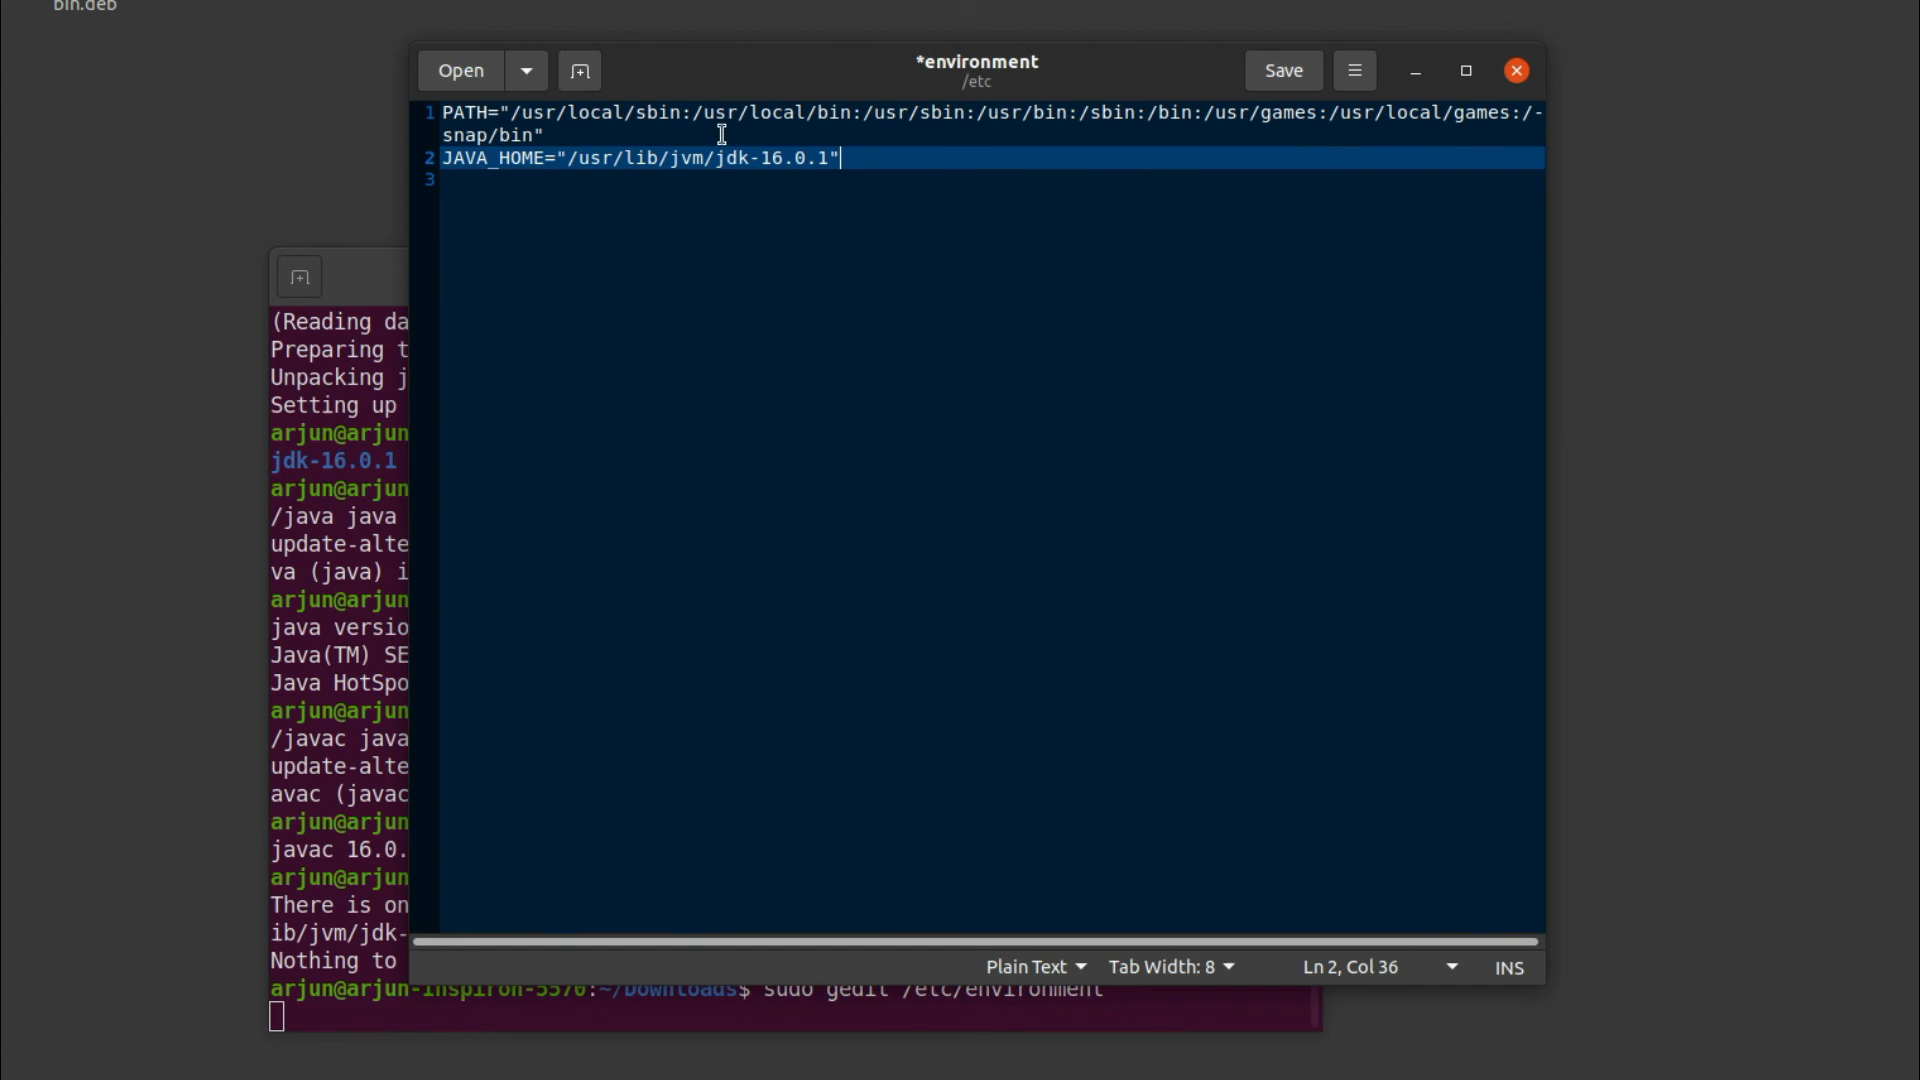 bin.deb
Open
*environment
/etc
Save
1 PATH="/usr/local/sbin:/usr/local/bin:/usr/sbin:/usr/bin:/sbin:/bin:/usr/games:/usr/local/games:/-
snap/bin"
2 JAVA_HOME="/usr/lib/jvm/jdk-16.0.1"
3
(Reading da
Preparing t
Unpacking j
Setting up
arjun@arjun
jdk-16.0.1
arjun@arjun
/java java
update-alte
va (java) i
arjun@arjun
java versio
Java(TM) SE
Java HotSpo
arjun@arjun
/javac java
update-alte
avac (javac
arjun@arjun
javac 16.0.
arjun@arjun
There is on
ib/jvm/jdk-
Nothing to
Plain Text Tab Width: 8 Ln 2, Col 36 INS
arjun@arjun-Inspiron-5570:~/Downloads$ sudo gedit /etc/environment